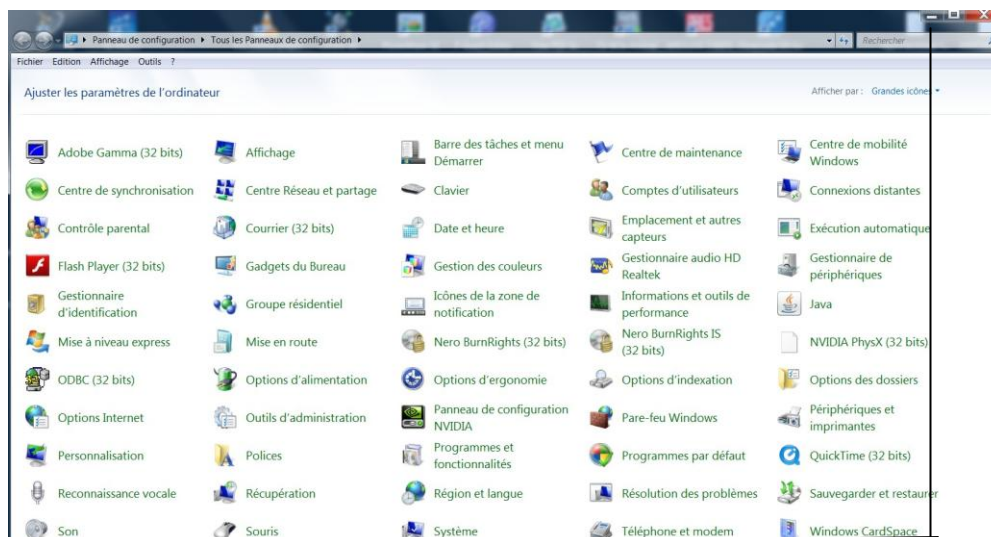 Panneau de configuration Tous les Panneaux de configuration
Rechercher
Fichier Edition Affichage Outils ?
Ajuster les paramètres de l'ordinateur
Afficher par : Grandes icônes
Adobe Gamma (32 bits)
Affichage
Barre des tâches et menu
Démarrer
Centre de maintenance
Centre de mobilité
Windows
Centre de synchronisation
Centre Réseau et partage
Clavier
Comptes d'utilisateurs
Connexions distantes
Contrôle parental
Courrier (32 bits)
Date et heure
Emplacement et autres
capteurs
Exécution automatique
Flash Player (32 bits)
Gadgets du Bureau
Gestion des couleurs
Gestionnaire audio HD
Realtek
Gestionnaire de
périphériques
Gestionnaire
d'identification
Groupe résidentiel
Icônes de la zone de
notification
Informations et outils de
performance
Java
Mise à niveau express
Mise en route
Nero BurnRights (32 bits)
Nero BurnRights IS
(32 bits)
NVIDIA PhysX (32 bits)
ODBC (32 bits)
Options d'alimentation
Options d'ergonomie
Options d'indexation
Options des dossiers
Options Internet
Outils d'administration
Panneau de configuration
NVIDIA
Pare-feu Windows
Périphériques et
imprimantes
Personnalisation
Polices
Programmes et
fonctionnalités
Programmes par défaut
QuickTime (32 bits)
Reconnaissance vocale
Récupération
Région et langue
Résolution des problèmes
Sauvegarder et restaurer
Son
Souris
Système
Téléphone et modem
Windows CardSpace